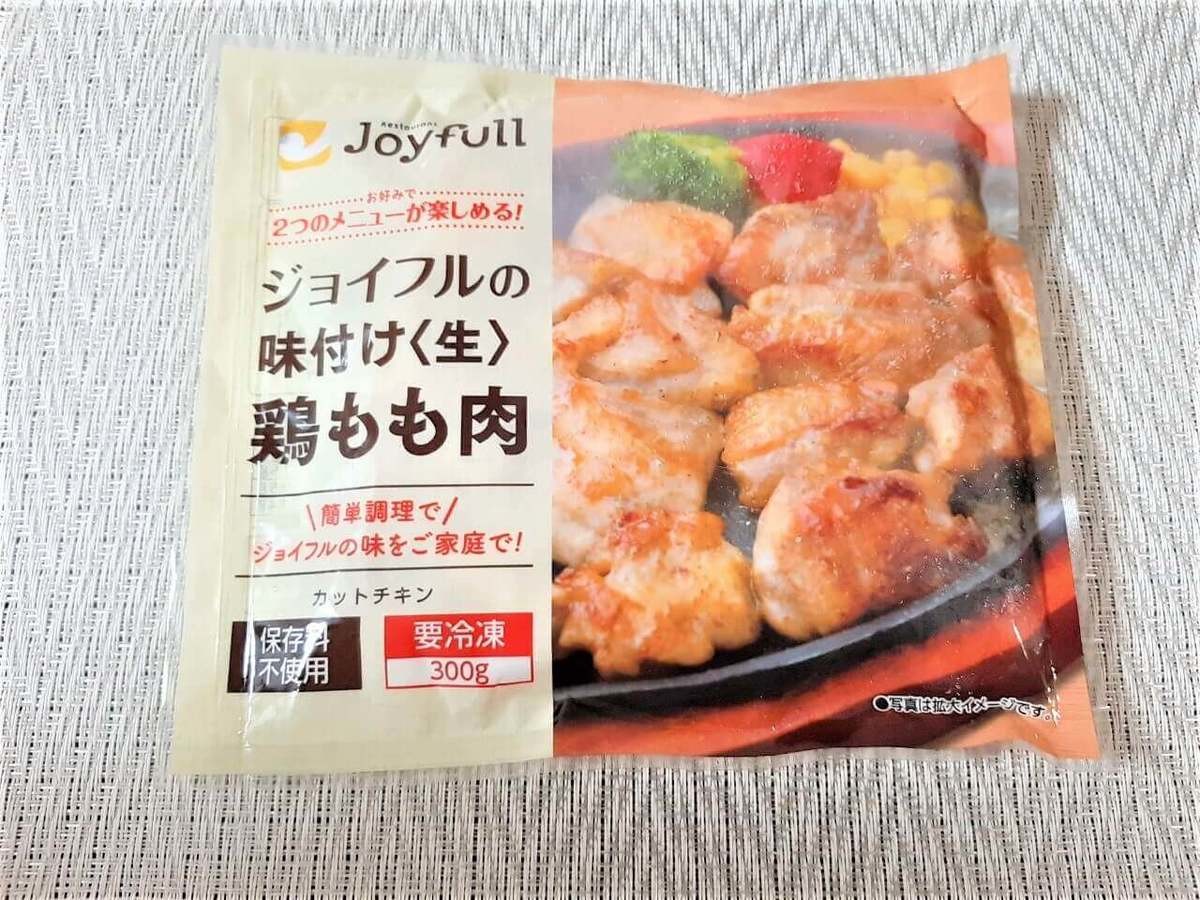 Restaurant
Joyfull
お好みで
2つのメニューが楽しめる!
ジョイフルの
味付け〈生〉
鶏もも肉
\簡単調理で/
ジョイフルの味をご家庭で!
カットチキン
保存料
不使用
要冷凍
300g
●写真は拡大イメージです。